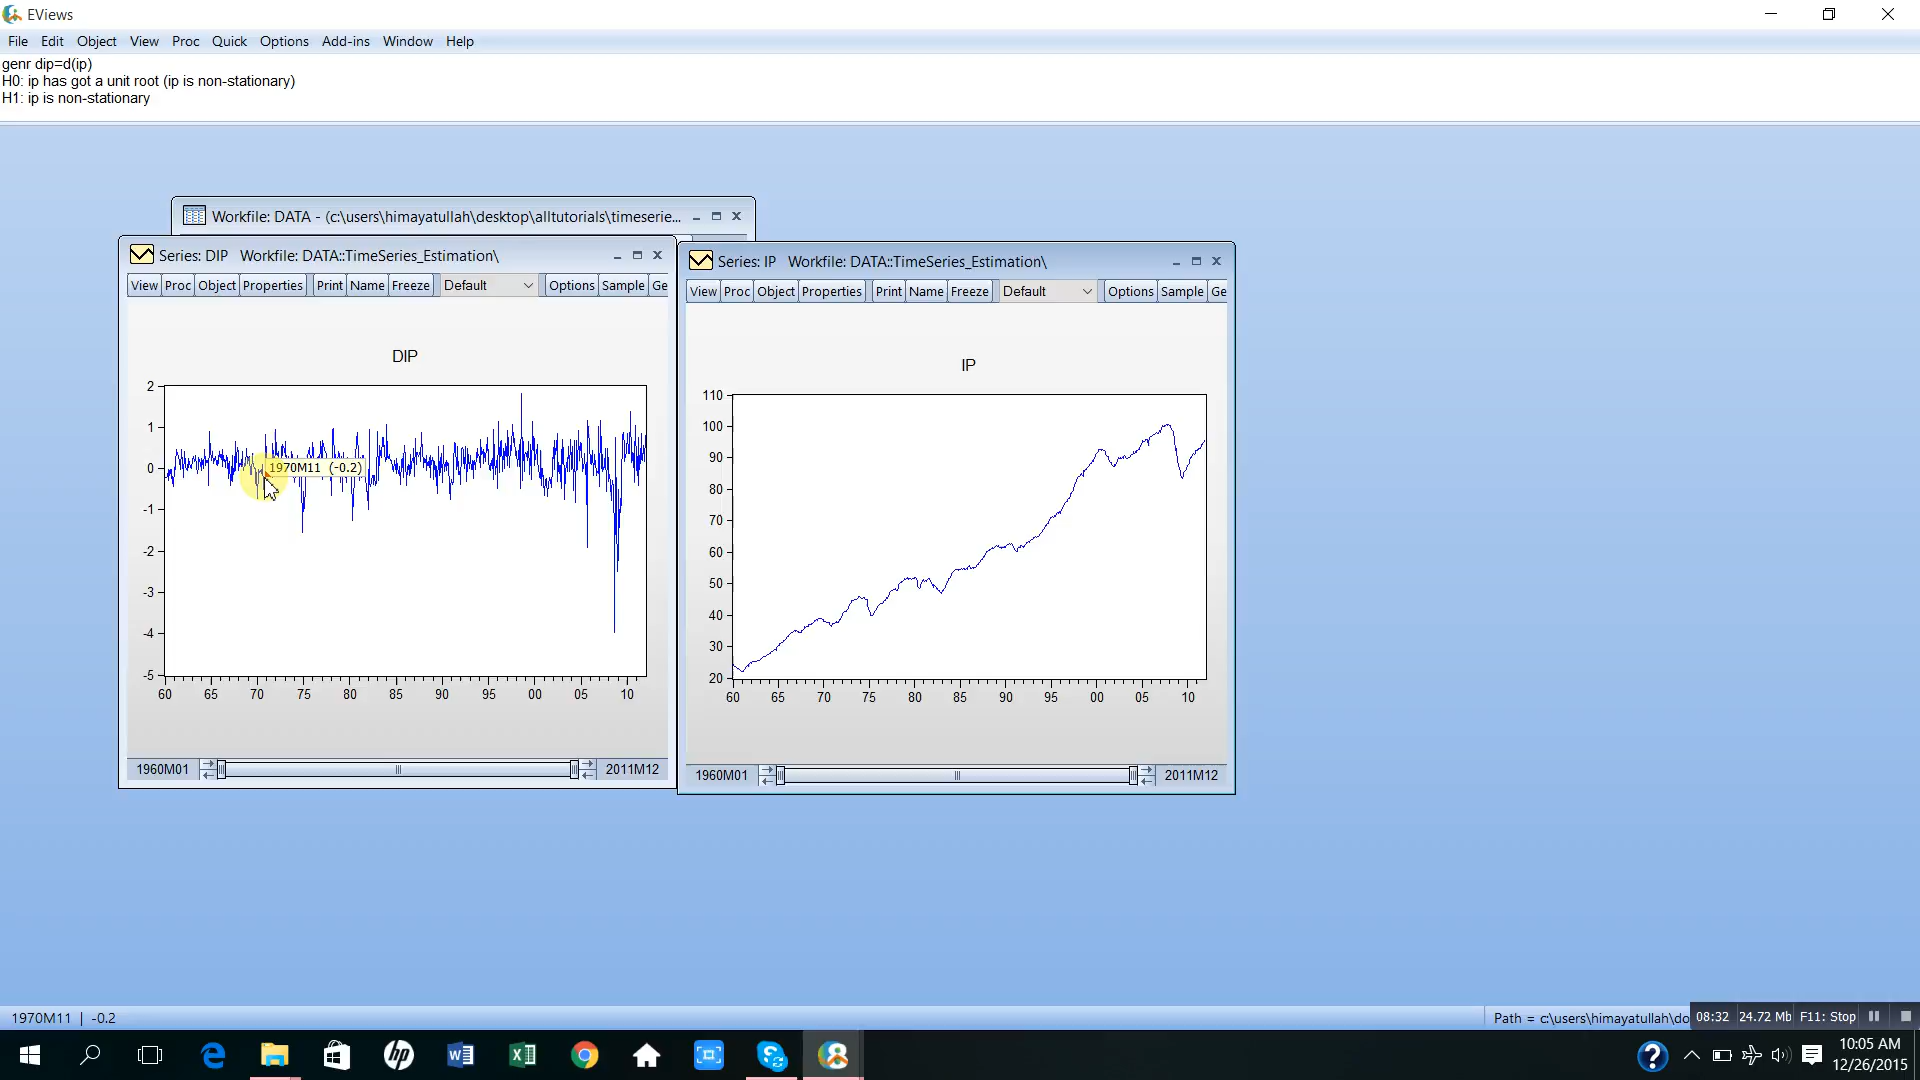 EViews
File Edit Object View Proc Quick Options Add-ins Window Help
genr dip=d(ip)
H0: ip has got a unit root (ip is non-stationary)
H1: ip is non-stationary
Workfile: DATA - (c:\users\himayatullah\desktop\alltutorials\timeserie...
Series: DIP Workfile: DATA::TimeSeries_Estimation\
View Proc Object Properties Print Name Freeze Default Options Sample Ge
DIP
2
1
0
-1
-2
-3
-4
-5
1970M11 (-0.2)
60 65 70 75 80 85 90 95 00 05 10
1960M01 2011M12
Series: IP Workfile: DATA::TimeSeries_Estimation\
View Proc Object Properties Print Name Freeze Default Options Sample Ge
IP
110
100
90
80
70
60
50
40
30
20
60 65 70 75 80 85 90 95 00 05 10
1960M01 2011M12
1970M11 | -0.2
Path = c:\users\himayatullah\do
08:32 24.72 Mb F11: Stop
10:05 AM
12/26/2015